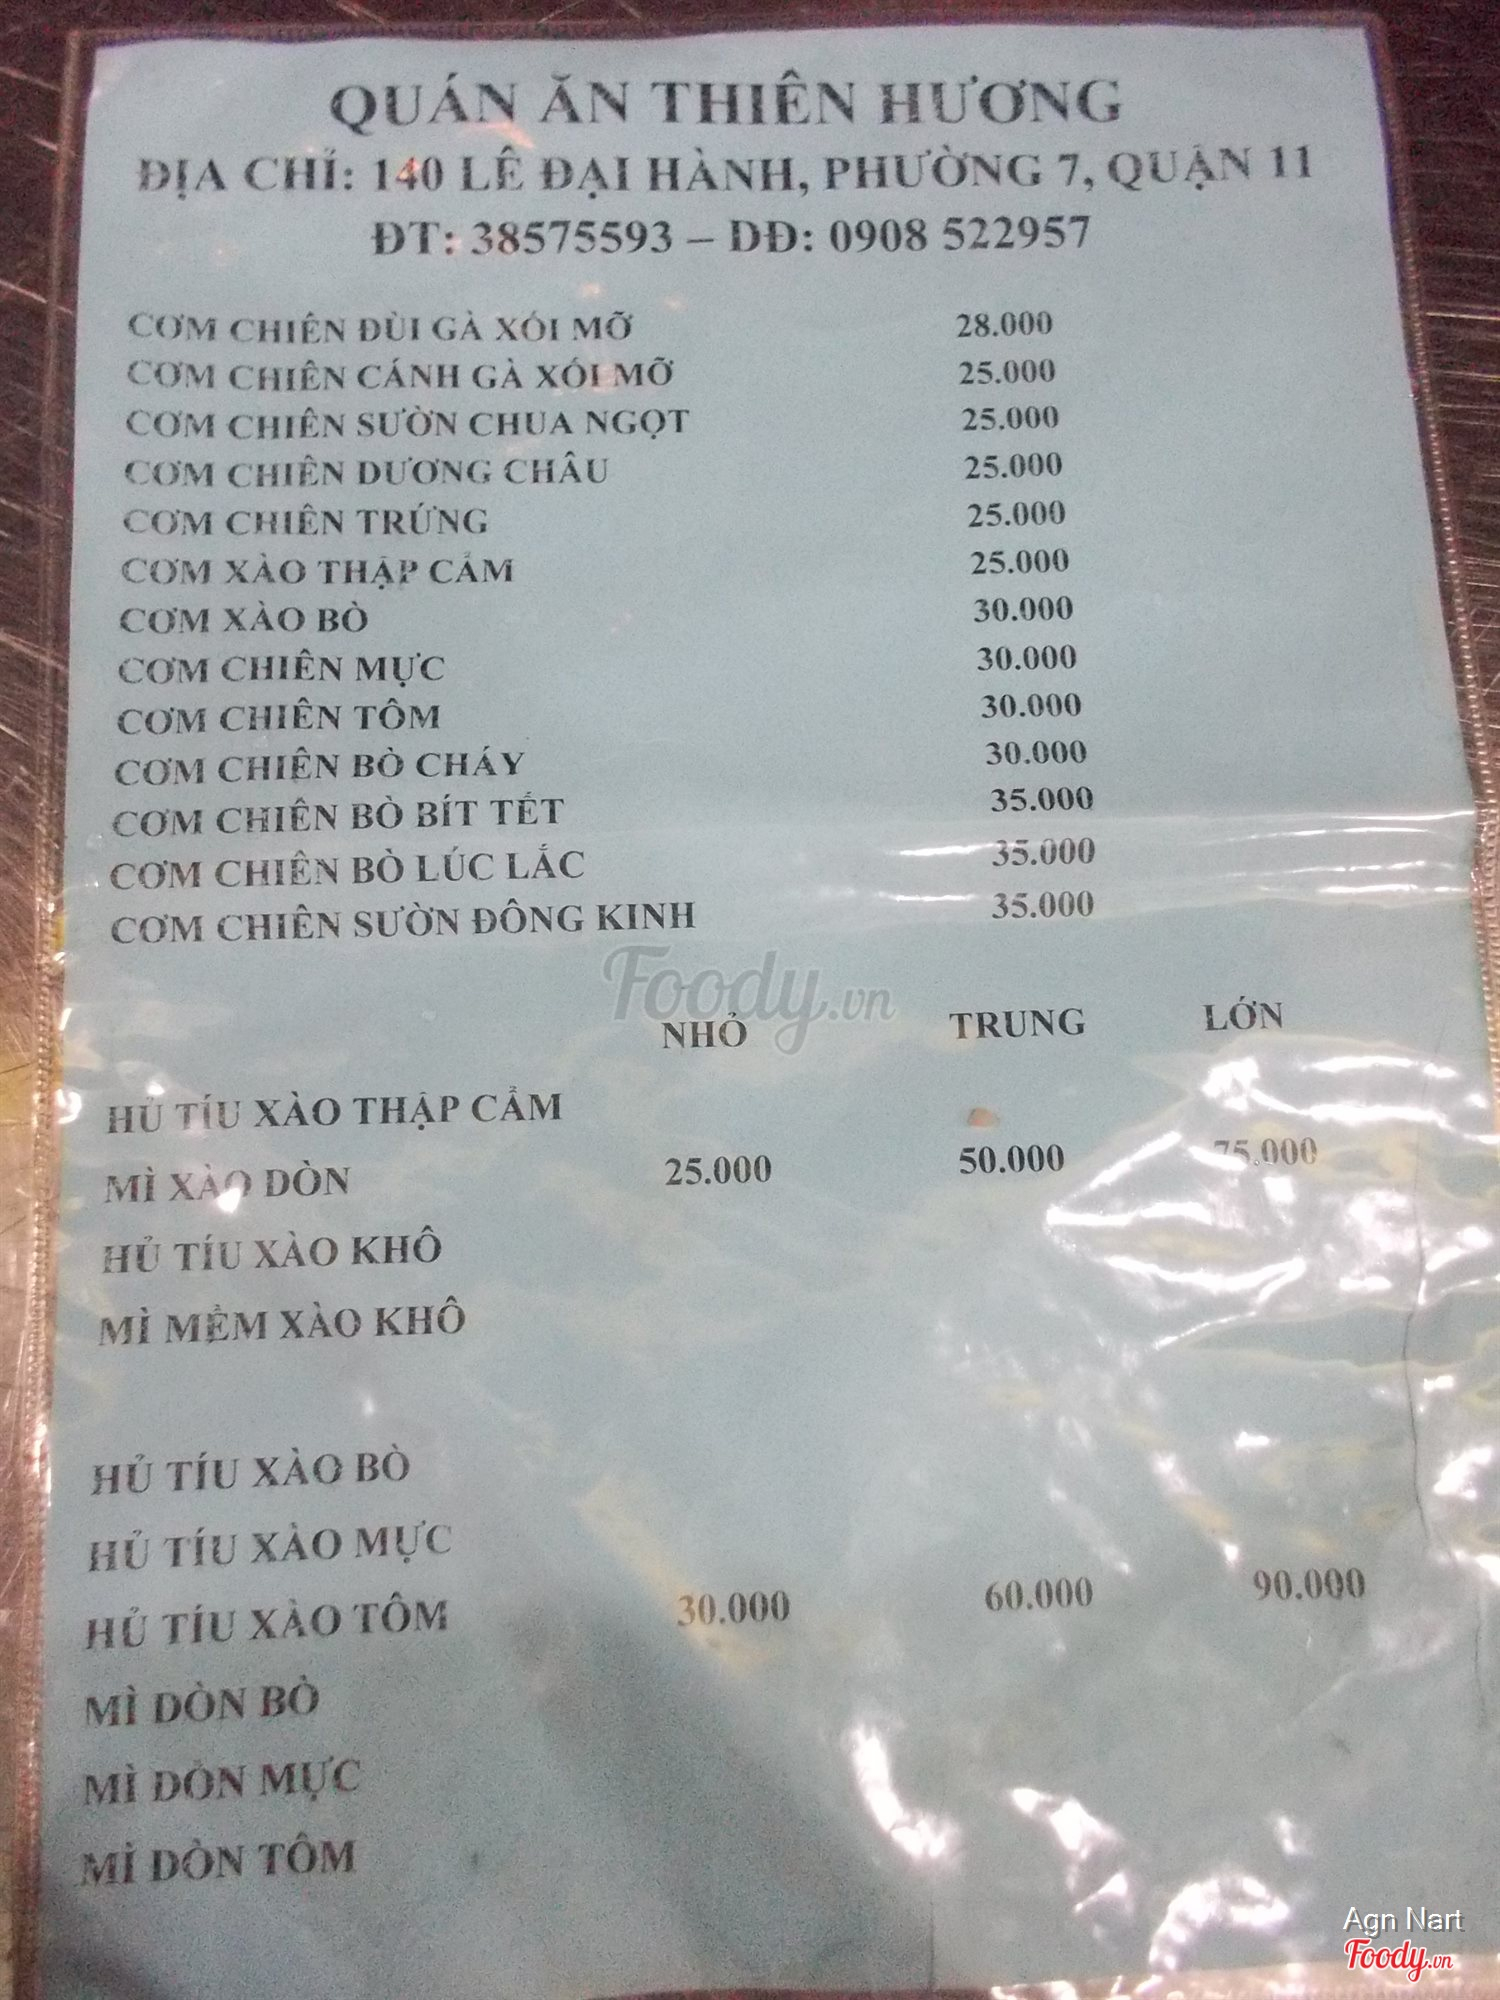 QUÁN ĂN THIÊN HƯƠNG
ĐỊA CHỈ: 140 LÊ ĐẠI HÀNH, PHƯỜNG 7, QUẬN 11
ĐT: 38575593 – DĐ: 0908 522957
CƠM CHIÊN ĐÙI GÀ XỐI MỠ 28.000
CƠM CHIÊN CÁNH GÀ XỐI MỠ 25.000
CƠM CHIÊN SƯỜN CHUA NGỌT 25.000
CƠM CHIÊN DƯƠNG CHÂU 25.000
CƠM CHIÊN TRỨNG 25.000
CƠM XÀO THẬP CẨM 25.000
CƠM XÀO BÒ 30.000
CƠM CHIÊN MỰC 30.000
CƠM CHIÊN TÔM 30.000
CƠM CHIÊN BÒ CHÁY 30.000
CƠM CHIÊN BÒ BÍT TẾT 35.000
CƠM CHIÊN BÒ LÚC LẮC 35.000
CƠM CHIÊN SƯỜN ĐÔNG KINH 35.000
Foody.vn
NHỎ TRUNG LỚN
HỦ TÍU XÀO THẬP CẨM
MÌ XÀO DÒN 25.000 50.000 75.000
HỦ TÍU XÀO KHÔ
MÌ MỀM XÀO KHÔ
HỦ TÍU XÀO BÒ
HỦ TÍU XÀO MỰC
HỦ TÍU XÀO TÔM 30.000 60.000 90.000
MÌ DÒN BÒ
MÌ DÒN MỰC
MÌ DÒN TÔM
Agn Nart
Foody.vn